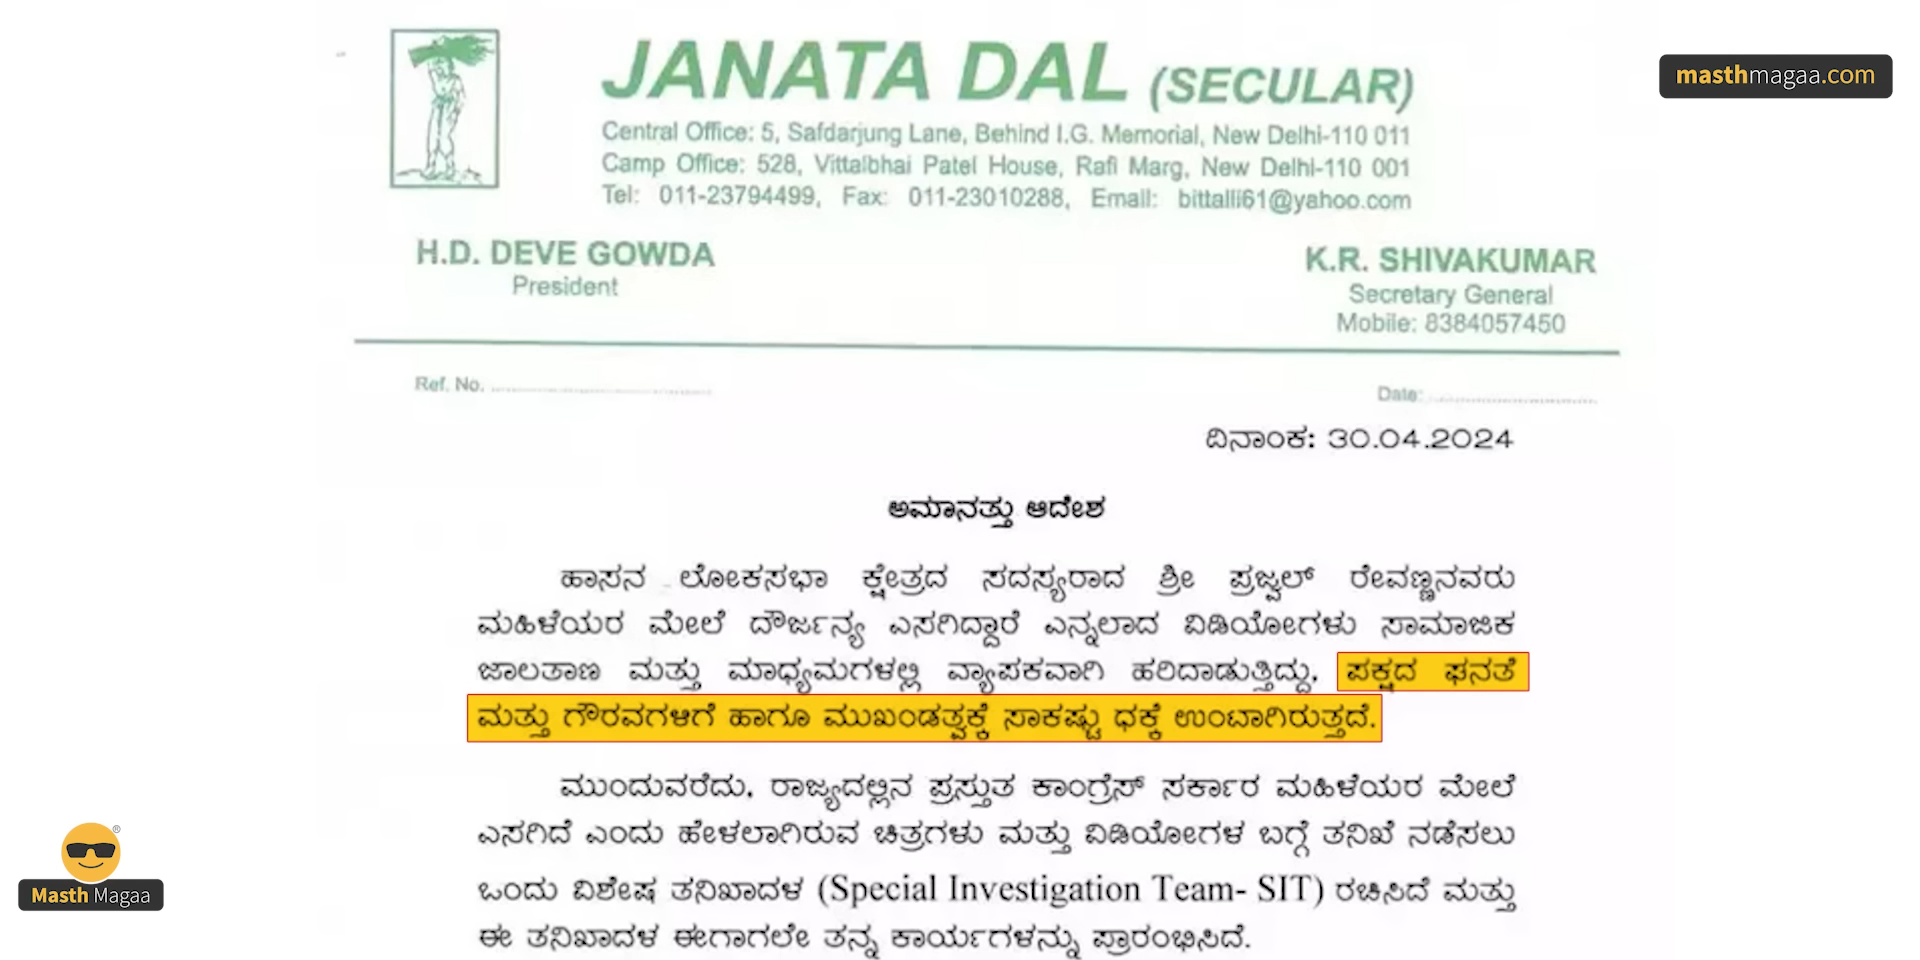 JANATA DAL (SECULAR)
masthmagaa.com
Central Office: 5, Safdarjung Lane, Behind I.G. Memorial, New Delhi-110 011
Camp Office: 528, Vittalbhai Patel House, Rafi Marg, New Delhi-110 001
Tel: 011-23794499, Fax: 011-23010288, Email: bittalli61@yahoo.com
H.D. DEVE GOWDA
President
K.R. SHIVAKUMAR
Secretary General
Mobile: 8384057450
Ref. No.
Date:
ದಿನಾಂಕ: 30.04.2024
ಅಮಾನತ್ತು ಆದೇಶ
ಹಾಸನ ಲೋಕಸಭಾ ಕ್ಷೇತ್ರದ ಸದಸ್ಯರಾದ ಶ್ರೀ ಪ್ರಜ್ವಲ್ ರೇವಣ್ಣನವರು
ಮಹಿಳೆಯರ ಮೇಲೆ ದೌರ್ಜನ್ಯ ಎಸಗಿದ್ದಾರೆ ಎನ್ನಲಾದ ವಿಡಿಯೋಗಳು ಸಾಮಾಜಿಕ
ಜಾಲತಾಣ ಮತ್ತು ಮಾಧ್ಯಮಗಳಲ್ಲಿ ವ್ಯಾಪಕವಾಗಿ ಹರಿದಾಡುತ್ತಿದ್ದು, ಪಕ್ಷದ ಘನತೆ
ಮತ್ತು ಗೌರವಗಳಿಗೆ ಹಾಗೂ ಮುಖಂಡತ್ವಕ್ಕೆ ಸಾಕಷ್ಟು ಧಕ್ಕೆ ಉಂಟಾಗಿರುತ್ತದೆ.
ಮುಂದುವರೆದು, ರಾಜ್ಯದಲ್ಲಿನ ಪ್ರಸ್ತುತ ಕಾಂಗ್ರೆಸ್ ಸರ್ಕಾರ ಮಹಿಳೆಯರ ಮೇಲೆ
ಎಸಗಿದೆ ಎಂದು ಹೇಳಲಾಗಿರುವ ಚಿತ್ರಗಳು ಮತ್ತು ವಿಡಿಯೋಗಳ ಬಗ್ಗೆ ತನಿಖೆ ನಡೆಸಲು
ಒಂದು ವಿಶೇಷ ತನಿಖಾದಳ (Special Investigation Team- SIT) ರಚಿಸಿದೆ ಮತ್ತು
ಈ ತನಿಖಾದಳ ಈಗಾಗಲೇ ತನ್ನ ಕಾರ್ಯಗಳನ್ನು ಪ್ರಾರಂಭಿಸಿದೆ.
Masth Magaa